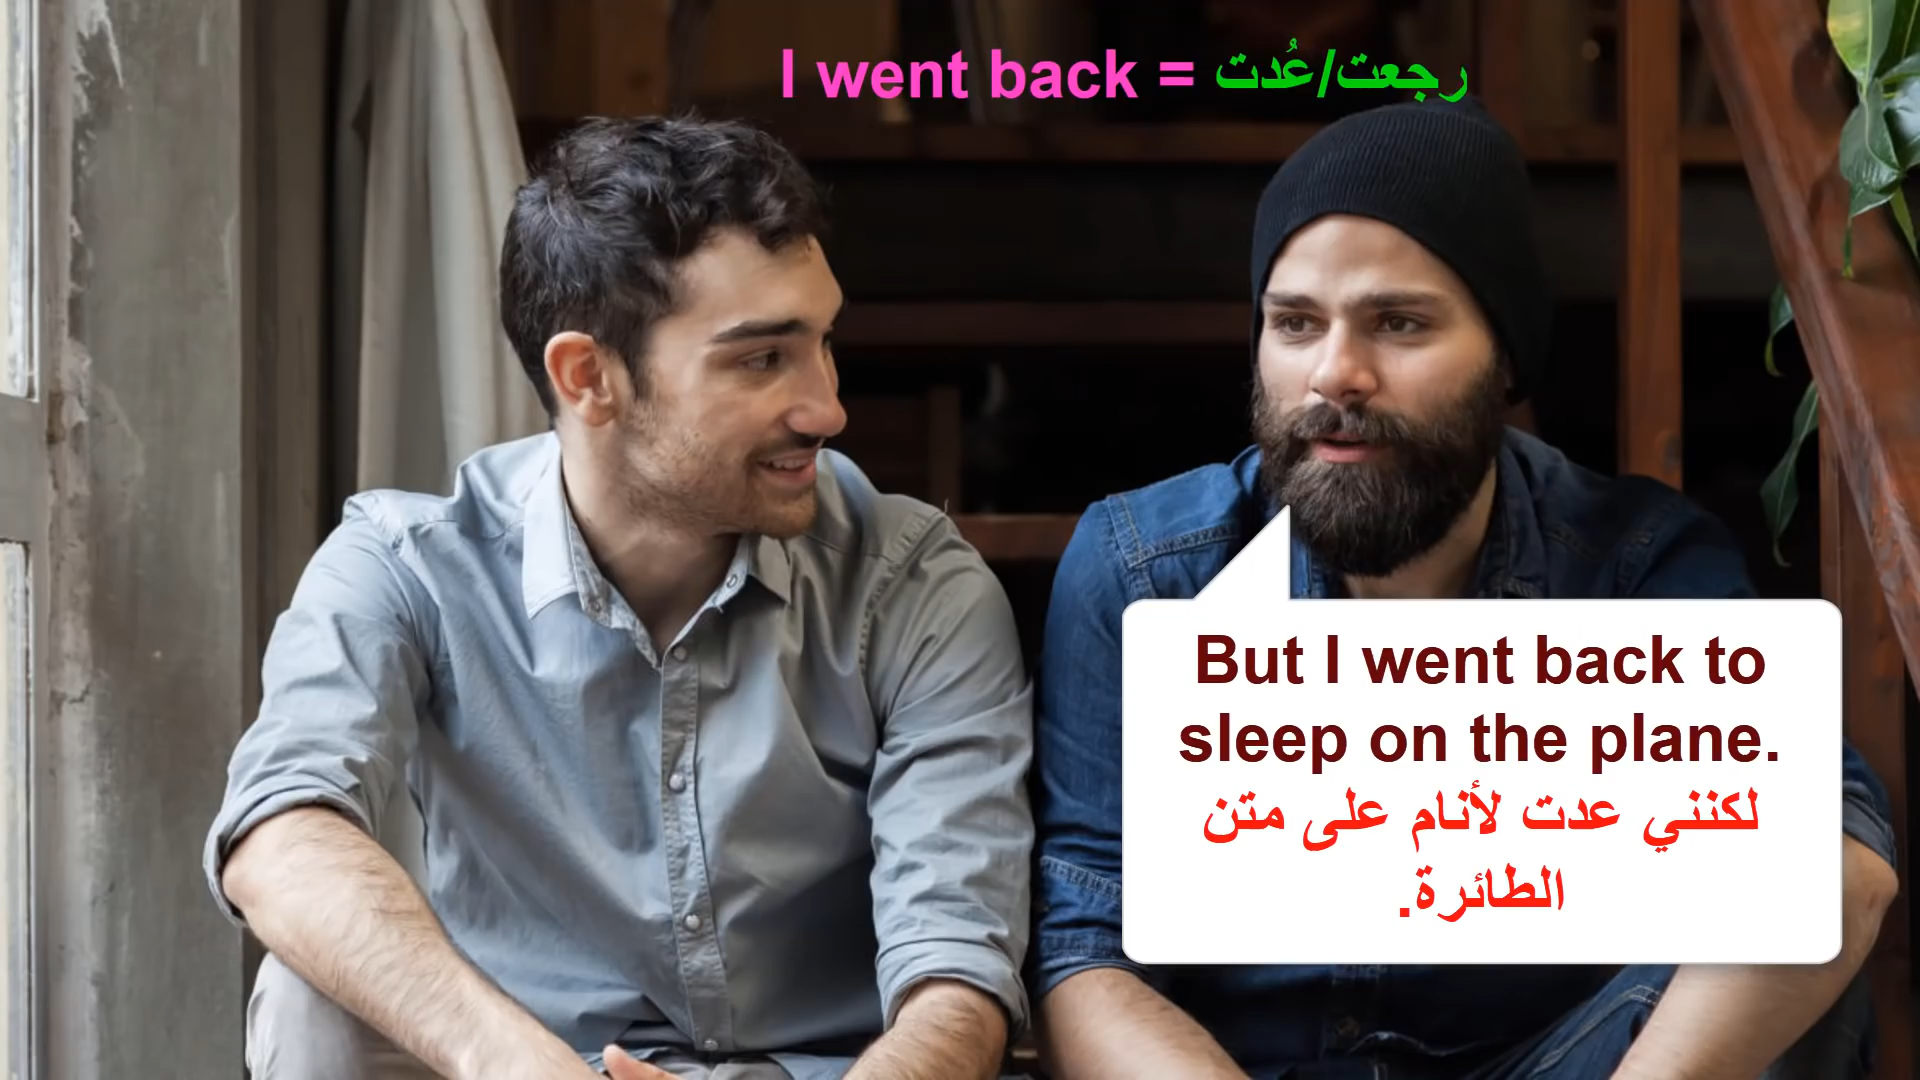 I went back = رجعت/عُدت
But I went back to
sleep on the plane.
لكنني عدت لأنام على متن
الطائرة.